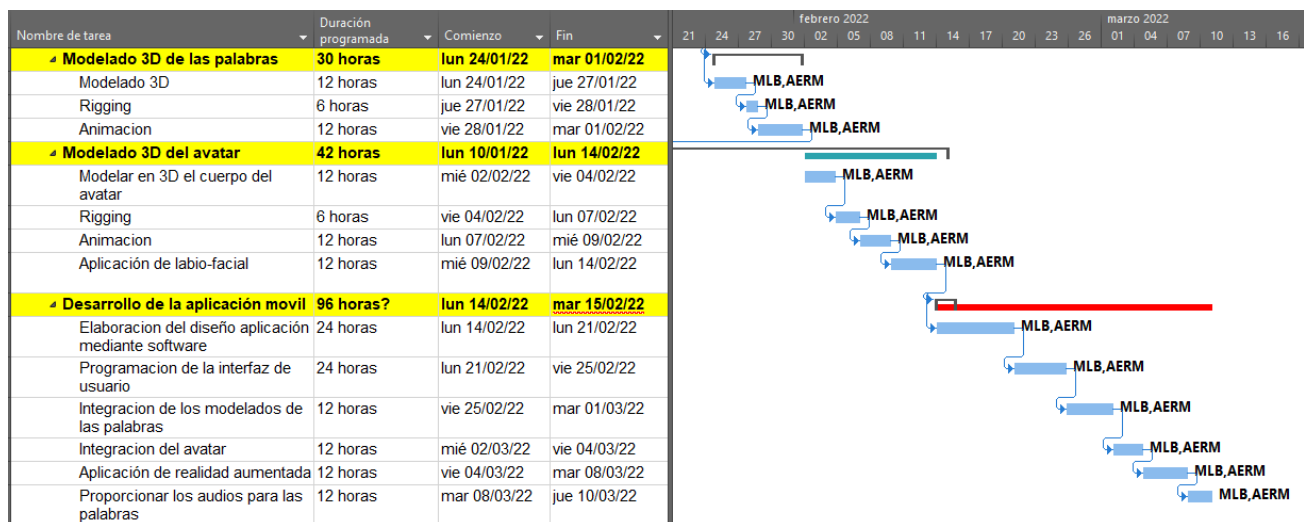 febrero 2022 marzo 2022
Duración
Nombre de tarea programada Comienzo Fin 21 24 27 30 02 05 08 11 14 17 20 23 26 01 04 07 10 13 16
Modelado 3D de las palabras 30 horas lun 24/01/22 mar 01/02/22
Modelado 3D 12 horas lun 24/01/22 jue 27/01/22 MLB,AERM
Rigging 6 horas jue 27/01/22 vie 28/01/22 MLB,AERM
Animacion 12 horas vie 28/01/22 mar 01/02/22 MLB,AERM
Modelado 3D del avatar 42 horas lun 10/01/22 lun 14/02/22
Modelar en 3D el cuerpo del 12 horas mié 02/02/22 vie 04/02/22 MLB,AERM
avatar
Rigging 6 horas vie 04/02/22 lun 07/02/22 MLB,AERM
Animacion 12 horas lun 07/02/22 mié 09/02/22 MLB,AERM
Aplicación de labio-facial 12 horas mié 09/02/22 lun 14/02/22 MLB,AERM
Desarrollo de la aplicación movil 96 horas? lun 14/02/22 mar 15/02/22
Elaboracion del diseño aplicación 24 horas lun 14/02/22 lun 21/02/22 MLB,AERM
mediante software
Programacion de la interfaz de 24 horas lun 21/02/22 vie 25/02/22 MLB,AERM
usuario
Integracion de los modelados de 12 horas vie 25/02/22 mar 01/03/22 MLB,AERM
las palabras
Integracion del avatar 12 horas mié 02/03/22 vie 04/03/22 MLB,AERM
Aplicación de realidad aumentada 12 horas vie 04/03/22 mar 08/03/22 MLB,AERM
Proporcionar los audios para las 12 horas mar 08/03/22 jue 10/03/22 MLB,AERM
palabras